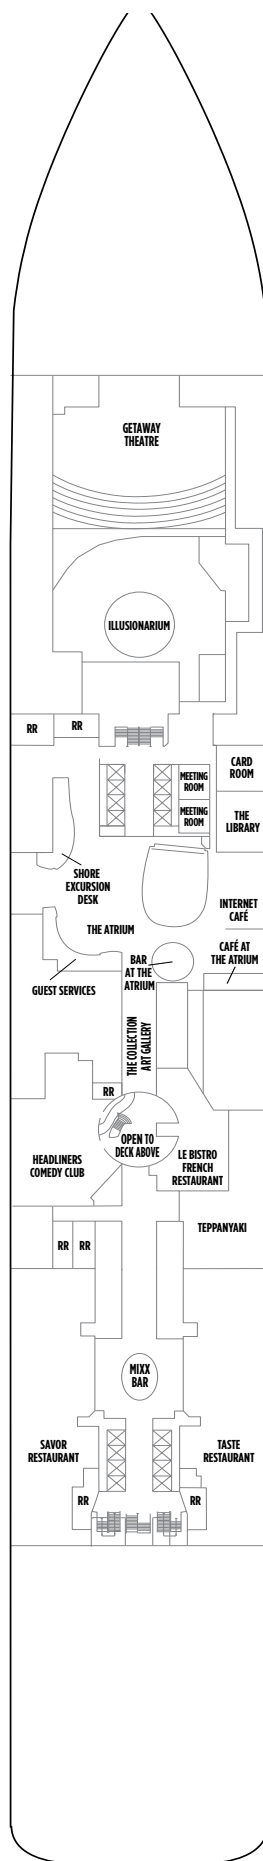 GETAWAY
THEATRE
ILLUSIONARIUM
RR
RR
CARD
ROOM
MEETING
ROOM
MEETING
ROOM
THE
LIBRARY
SHORE
EXCURSION
DESK
INTERNET
CAFÉ
THE ATRIUM
CAFÉ AT
THE ATRIUM
BAR
AT THE
ATRIUM
GUEST SERVICES
THE COLLECTION
ART GALLERY
RR
OPEN TO
DECK ABOVE
HEADLINERS
COMEDY CLUB
LE BISTRO
FRENCH
RESTAURANT
TEPPANYAKI
RR
RR
MIXX
BAR
SAVOR
RESTAURANT
TASTE
RESTAURANT
RR
RR